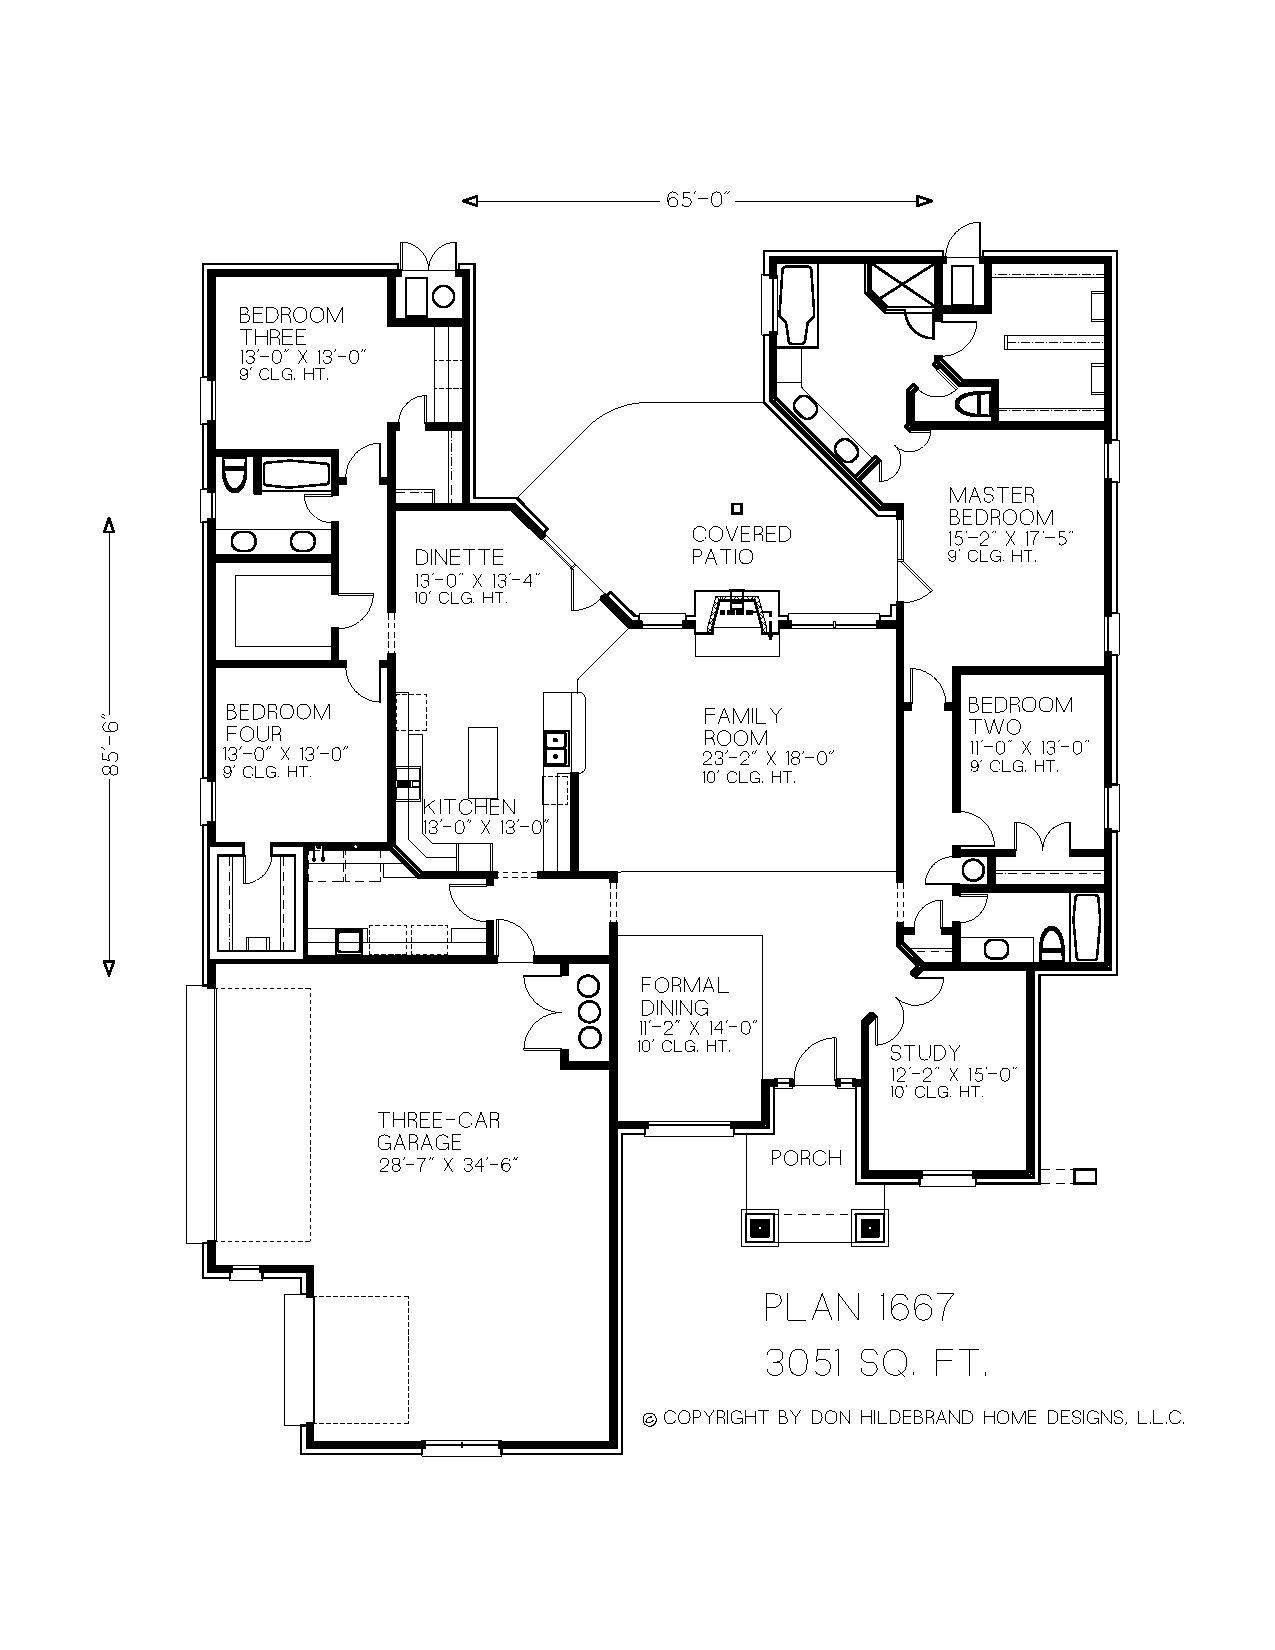 65'-0"
BEDROOM
THREE
13'-0" X 13'-0"
9' CLG. HT.
MASTER
BEDROOM
15'-2" X 17'-5"
9' CLG. HT.
COVERED
PATIO
DINETTE
13'-0" X 13'-4"
10' CLG. HT.
85'-6"
BEDROOM
FOUR
13'-0" X 13'-0"
9' CLG. HT.
FAMILY
ROOM
23'-2" X 18'-0"
10' CLG. HT.
BEDROOM
TWO
11'-0" X 13'-0"
9' CLG. HT.
KITCHEN
13'-0" X 13'-0"
FORMAL
DINING
11'-2" X 14'-0"
10' CLG. HT.
STUDY
12'-2" X 15'-0"
10' CLG. HT.
THREE-CAR
GARAGE
28'-7" X 34'-6"
PORCH
PLAN 1667
3051 SQ. FT.
© COPYRIGHT BY DON HILDEBRAND HOME DESIGNS, L.L.C.